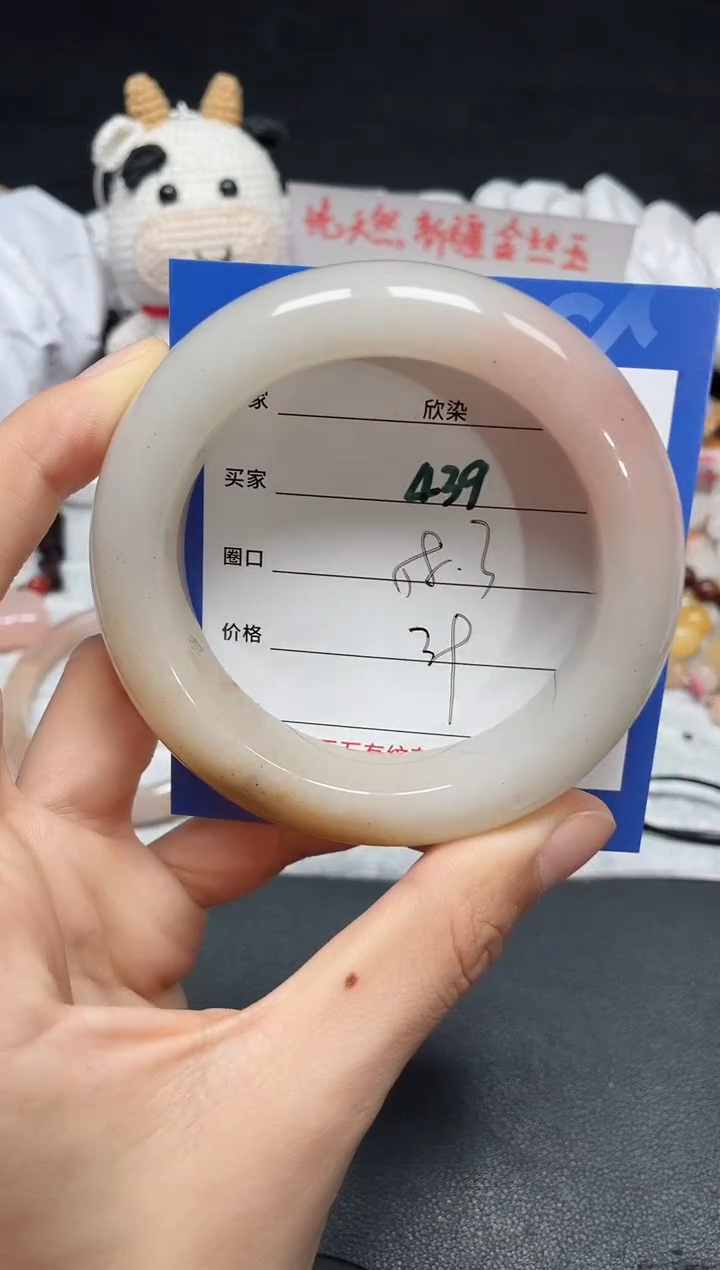 纯天然新疆金丝玉
家 欣染
买家 439
圈口 58.3
价格